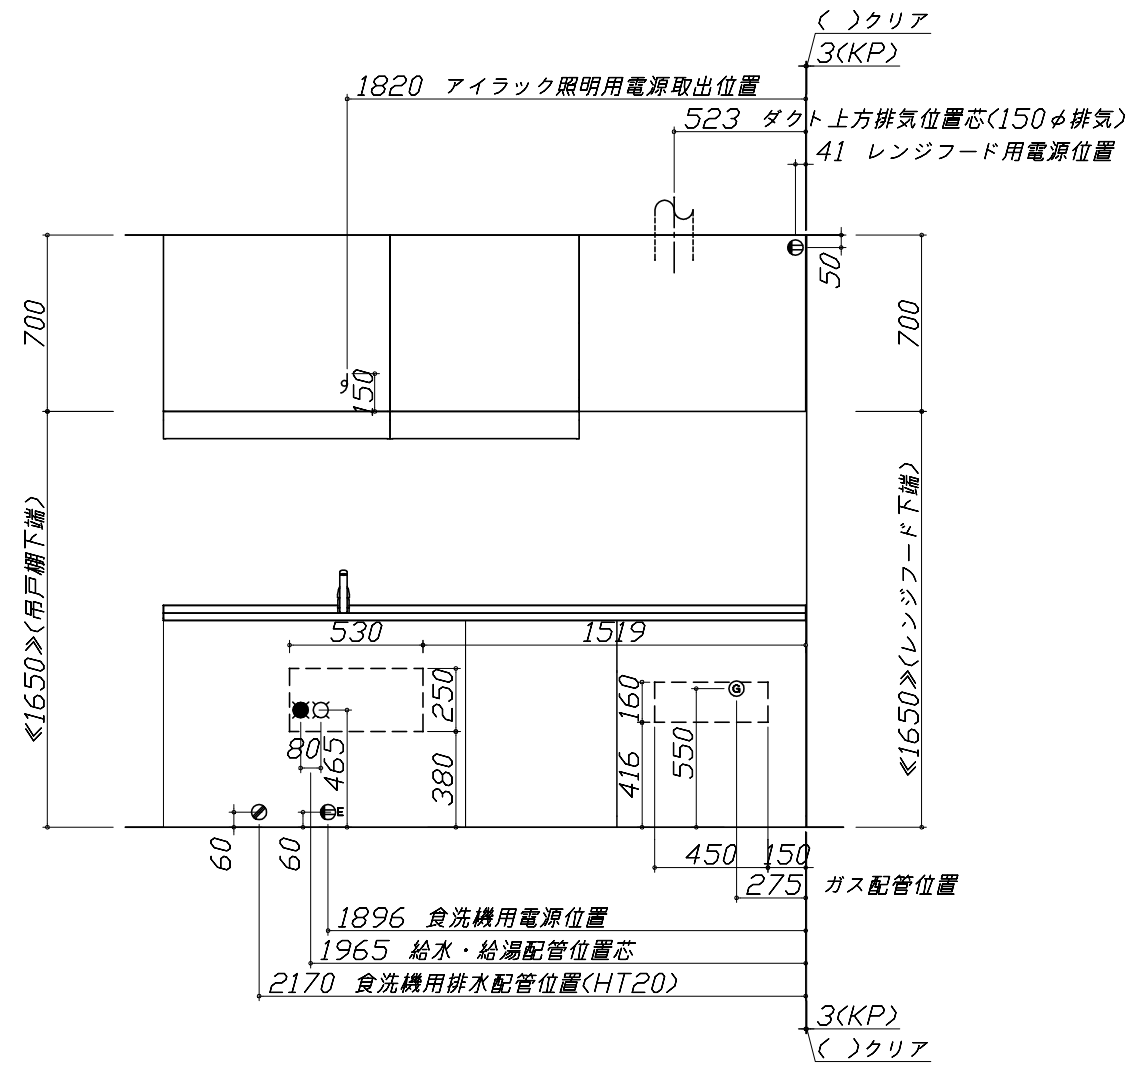 ( )クリア
3(KP)
1820 アイラック照明用電源取出位置
523 ダクト上方排気位置芯(150φ排気)
41 レンジフード用電源位置
50
700
700
150
≪1650≫(吊戸棚下端)
≪1650≫(レンジフード下端)
530
1519
250
160
G
80
465
380
416
550
E
60
60
450
150
275 ガス配管位置
1896 食洗機用電源位置
1965 給水・給湯配管位置芯
2170 食洗機用排水配管位置(HT20)
3(KP)
( )クリア